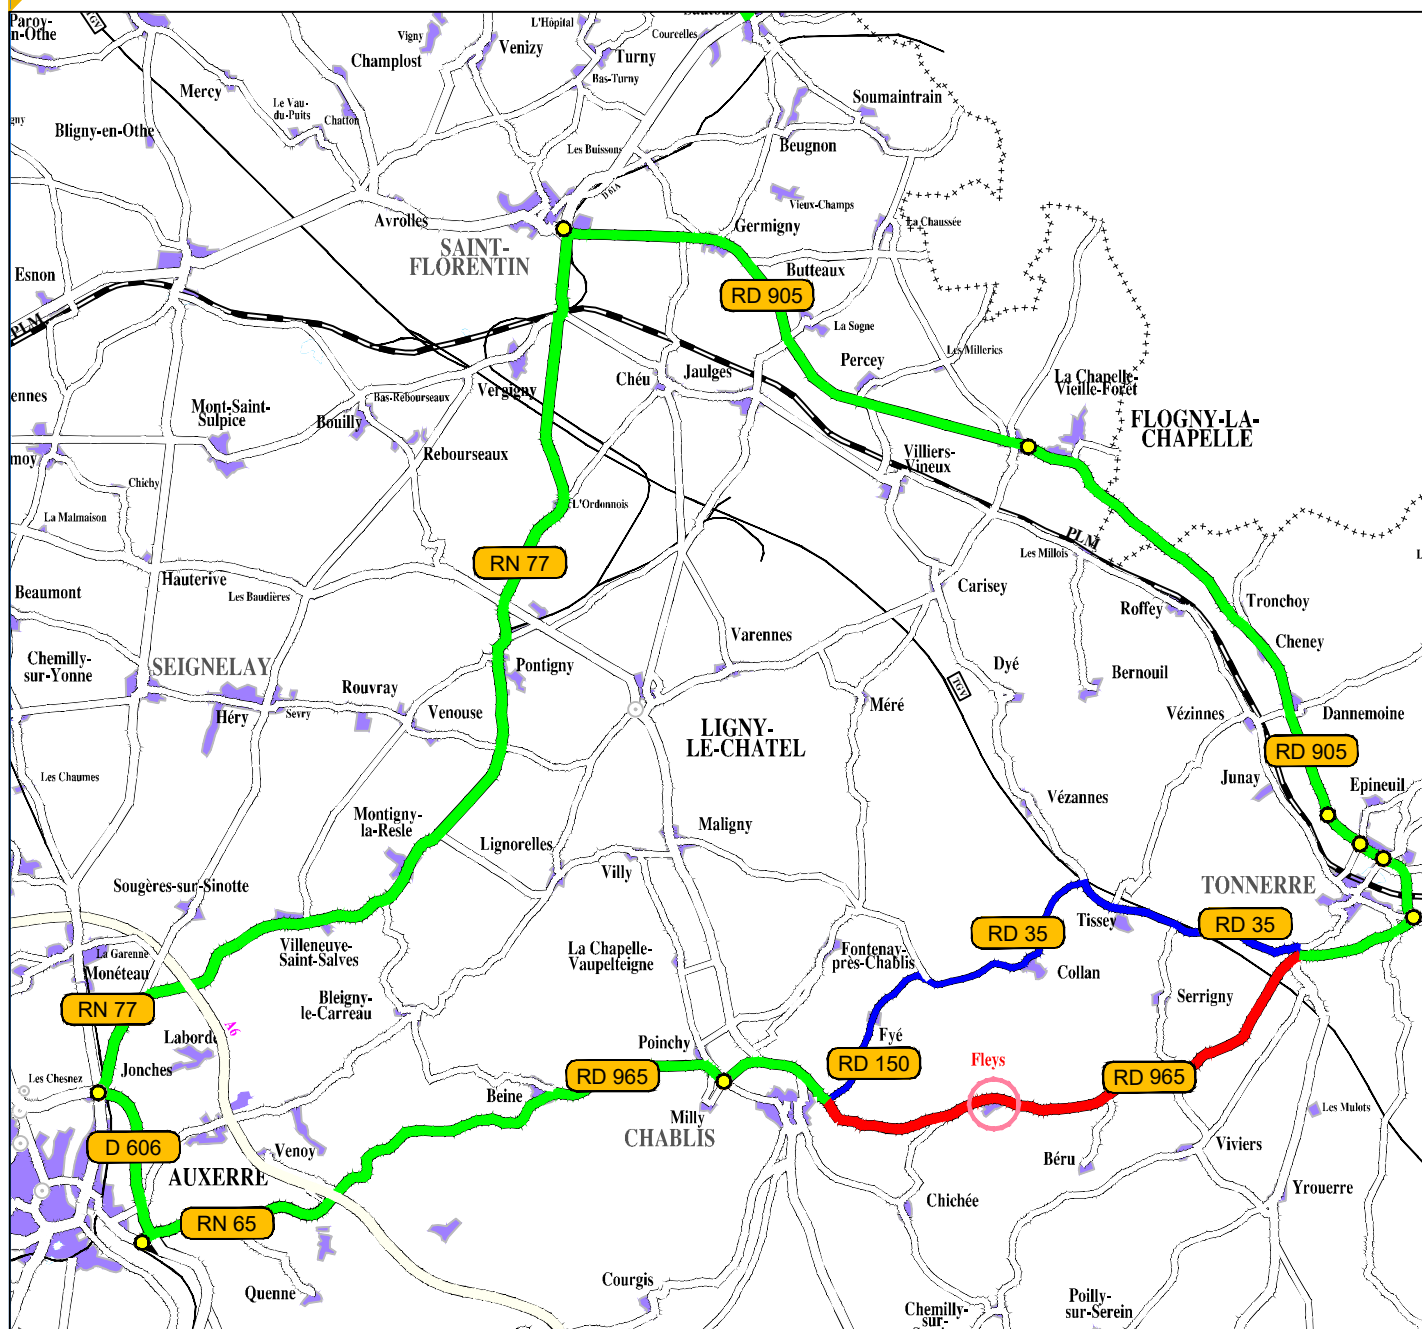 Paroy-
n-Othe
TGV
L'Hôpital
Vigny
Venizy
Courcelles
Turny
Champlost
Bas-Turny
Mercy
Le Vau-
du-Puits
Chatton
Soumaintrain
Bligny-en-Othe
Les Buissons
Beugnon
D 61A
Vieux-Champs
Avrolles
Germigny
La Chaussée
SAINT-
FLORENTIN
Esnon
Butteaux
RD 905
PLM
La Sogne
Les Milleries
Percey
Vergigny
Chéu
Jaulges
La Chapelle-
Vieille-Forêt
ennes
Bas-Rebourseaux
Mont-Saint-
Sulpice
Bouilly
FLOGNY-LA-
CHAPELLE
moy
Rebourseaux
Villiers-
Vineux
Chichy
L'Ordonnois
La Malmaison
PLM
Les Millois
RN 77
Hauterive
Les Baudières
Beaumont
Carisey
Roffey
Tronchoy
Varennes
Cheney
Chemilly-
sur-Yonne
SEIGNELAY
Pontigny
Dyé
Bernouil
TGV
Rouvray
Méré
Héry
Sevry
Venouse
Vézinnes
Dannemoine
LIGNY-
LE-CHATEL
RD 905
Les Chaumes
Junay
Epineuil
Vézannes
Montigny-
la-Resle
Maligny
Lignorelles
Villy
Sougères-sur-Sinotte
TONNERRE
Tissey
RD 35
RD 35
Villeneuve-
Saint-Salves
La Chapelle-
Vaupelteigne
Fontenay-
près-Chablis
La Garenne
Monéteau
Collan
Bleigny-
le-Carreau
Serrigny
RN 77
A6
Laborde
Fyé
Poinchy
Jonches
RD 150
Fleys
Les Chesnez
RD 965
RD 965
Beine
Milly
Les Mulots
CHABLIS
D 606
Venoy
Viviers
Béru
AUXERRE
Chichée
Yrouerre
RN 65
Courgis
Quenne
Chemilly-
sur-
Poilly-
sur-Serein